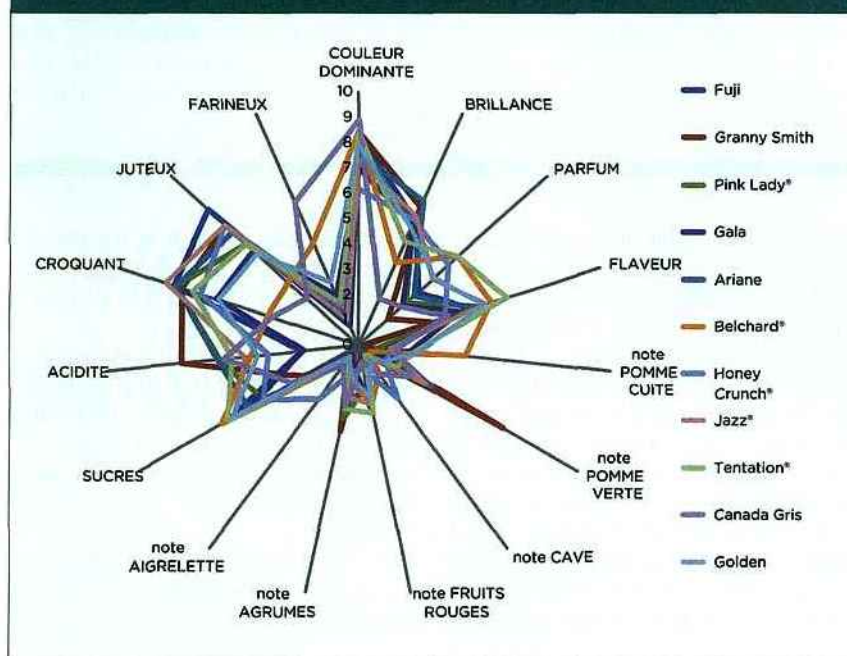 COULEUR
DOMINANTE
10
9
8
7
6
5
4
3
2
0
BRILLANCE
PARFUM
FLAVEUR
note
POMME
CUITE
note
POMME
VERTE
note CAVE
note FRUITS
ROUGES
note
AGRUMES
note
AIGRELETTE
SUCRES
ACIDITE
CROQUANT
JUTEUX
FARINEUX
Fuji
Granny Smith
Pink Lady®
Gala
Ariane
Belchard®
Honey
Crunch®
Jazz®
Tentation®
Canada Gris
Golden